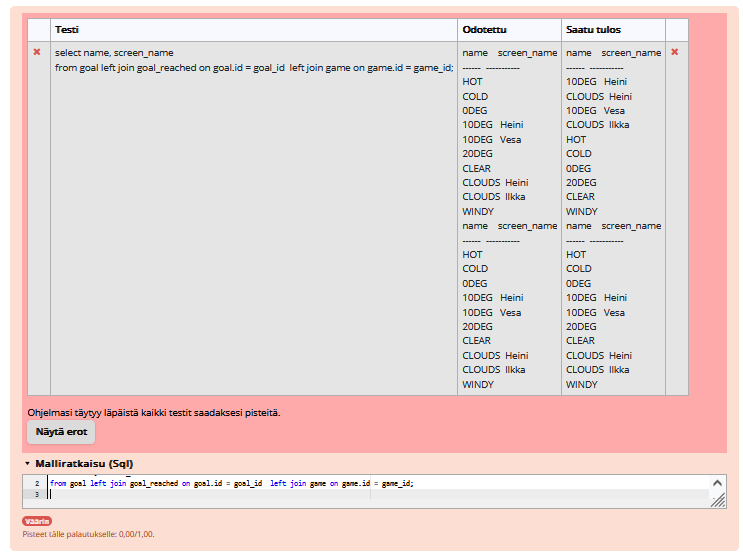 Testi Odotettu Saatu tulos
select name, screen_name
from goal left join goal_reached on goal.id = goal_id left join game on game.id = game_id;
name screen_name
------ -----------
HOT
COLD
0DEG
10DEG Heini
10DEG Vesa
20DEG
CLEAR
CLOUDS Heini
CLOUDS Ilkka
WINDY
name screen_name
------ -----------
HOT
COLD
0DEG
10DEG Heini
10DEG Vesa
20DEG
CLEAR
CLOUDS Heini
CLOUDS Ilkka
WINDY
name screen_name
------ -----------
10DEG Heini
CLOUDS Heini
10DEG Vesa
CLOUDS Ilkka
HOT
COLD
0DEG
20DEG
CLEAR
WINDY
name screen_name
------ -----------
HOT
COLD
0DEG
10DEG Heini
10DEG Vesa
20DEG
CLEAR
CLOUDS Heini
CLOUDS Ilkka
WINDY
Ohjelmasi täytyy läpäistä kaikki testit saadaksesi pisteitä.
Näytä erot
Malliratkaisu (Sql)
2 from goal left join goal_reached on goal.id = goal_id left join game on game.id = game_id;
3
Väärin
Pisteet tälle palautukselle: 0,00/1,00.